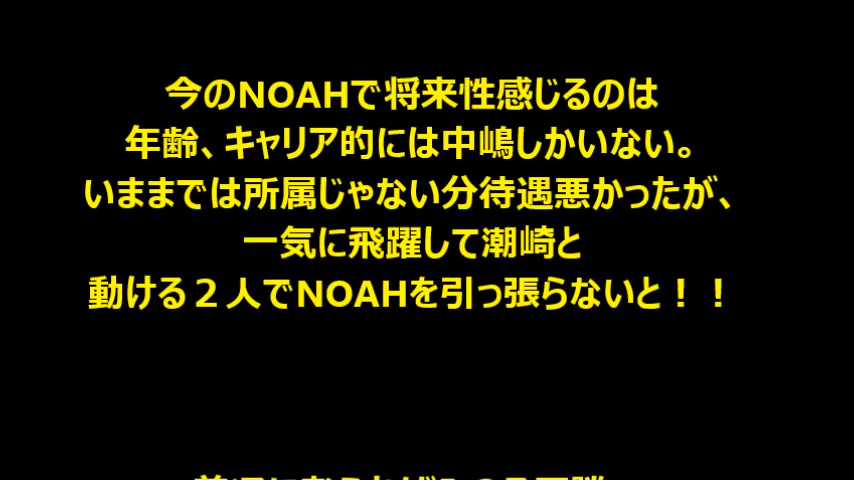 今のNOAHで将来性感じるのは
年齢、キャリア的には中嶋しかいない。
いままでは所属じゃない分待遇悪かったが、
一気に飛躍して潮崎と
動ける２人でNOAHを引っ張らないと！！